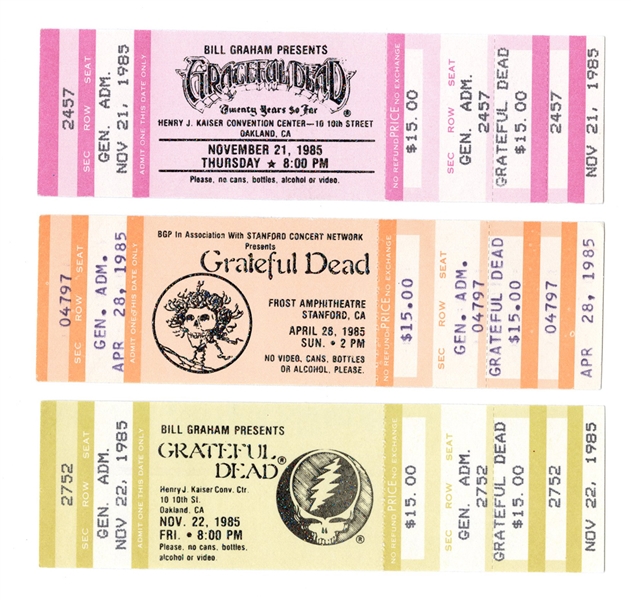 2457
SEC ROW SEAT
GEN. ADM.
NOV 21, 1985
ADMIT ONE THIS DATE ONLY
BILL GRAHAM PRESENTS
GRATEFUL DEAD
Twenty Years So Far
®
HENRY J. KAISER CONVENTION CENTER—10 10th STREET
OAKLAND, CA
NOVEMBER 21, 1985
THURSDAY ★ 8:00 PM
Please, no cans, bottles, alcohol or video.
NO REFUND PRICE NO EXCHANGE
$15.00
SEC ROW SEAT
GEN. ADM.
2457
GRATEFUL DEAD
$15.00
2457
NOV 21, 1985
04797
SEC ROW SEAT
GEN. ADM.
APR 28, 1985
ADMIT ONE THIS DATE ONLY
BGP In Association With STANFORD CONCERT NETWORK
Presents
Grateful Dead
FROST AMPHITHEATRE
STANFORD, CA
APRIL 28, 1985
SUN. • 2 PM
NO VIDEO, CANS, BOTTLES
OR ALCOHOL, PLEASE.
NO REFUND PRICE NO EXCHANGE
$15.00
SEC ROW SEAT
GEN. ADM.
04797
GRATEFUL DEAD
$15.00
04797
APR 28, 1985
2752
SEC ROW SEAT
GEN. ADM.
NOV 22, 1985
ADMIT ONE THIS DATE ONLY
BILL GRAHAM PRESENTS
GRATEFUL
DEAD®
Henry J. Kaiser Conv. Ctr.
10 10th St.
Oakland, CA
NOV. 22, 1985
FRI. • 8:00 PM
Please, no cans, bottles,
alcohol or video.
®
NO REFUND PRICE NO EXCHANGE
$15.00
SEC ROW SEAT
GEN. ADM.
2752
GRATEFUL DEAD
$15.00
2752
NOV 22, 1985